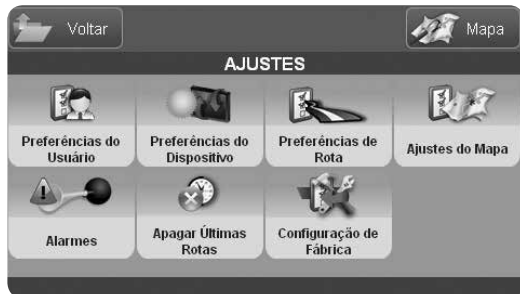 Voltar
Mapa
AJUSTES
Preferências do
Usuário
Preferências do
Dispositivo
Preferências de
Rota
Ajustes do Mapa
Alarmes
Apagar Últimas
Rotas
Configuração de
Fábrica